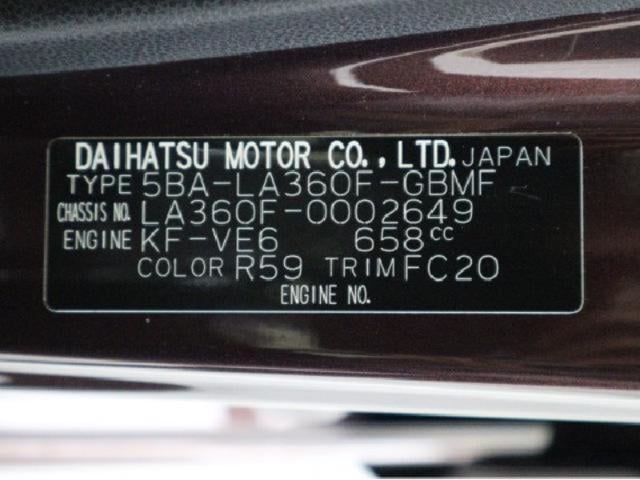 DAIHATSU MOTOR CO., LTD. JAPAN
TYPE 5BA-LA360F-GBMF
CHASSIS NO. LA360F-0002649
ENGINE KF-VE6 658cc
COLOR R59 TRIM FC20
ENGINE NO.